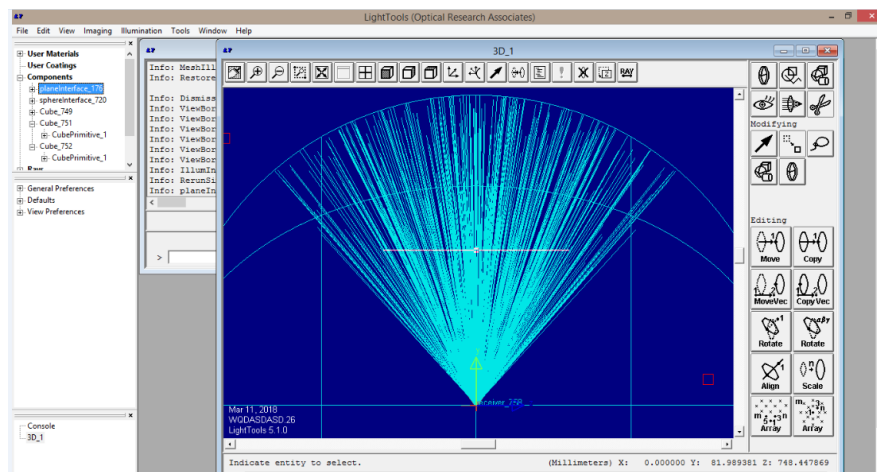 LightTools (Optical Research Associates)
File Edit View Imaging Illumination Tools Window Help
User Materials
User Coatings
Components
planeInterface_176
sphereInterface_720
Cube_749
Cube_751
CubePrimitive_1
Cube_752
CubePrimitive_1
General Preferences
Defaults
View Preferences
Console
3D_1
Info: MeshIll
Info: Restore
Info: Dismiss
Info: ViewBor
Info: ViewBor
Info: ViewBor
Info: ViewBor
Info: ViewBor
Info: IllumIn
Info: RerunSi
Info: planeIn
>
3D_1
RAY
Mar 11, 2018
WQDASDASD.26
LightTools 5.1.0
Indicate entity to select.
(Millimeters) X: 0.000000 Y: 81.989381 Z: 748.447869
Modifying
Editing
Move Copy
MoveVec CopyVec
Rotate Rotate
Align Scale
Array Array